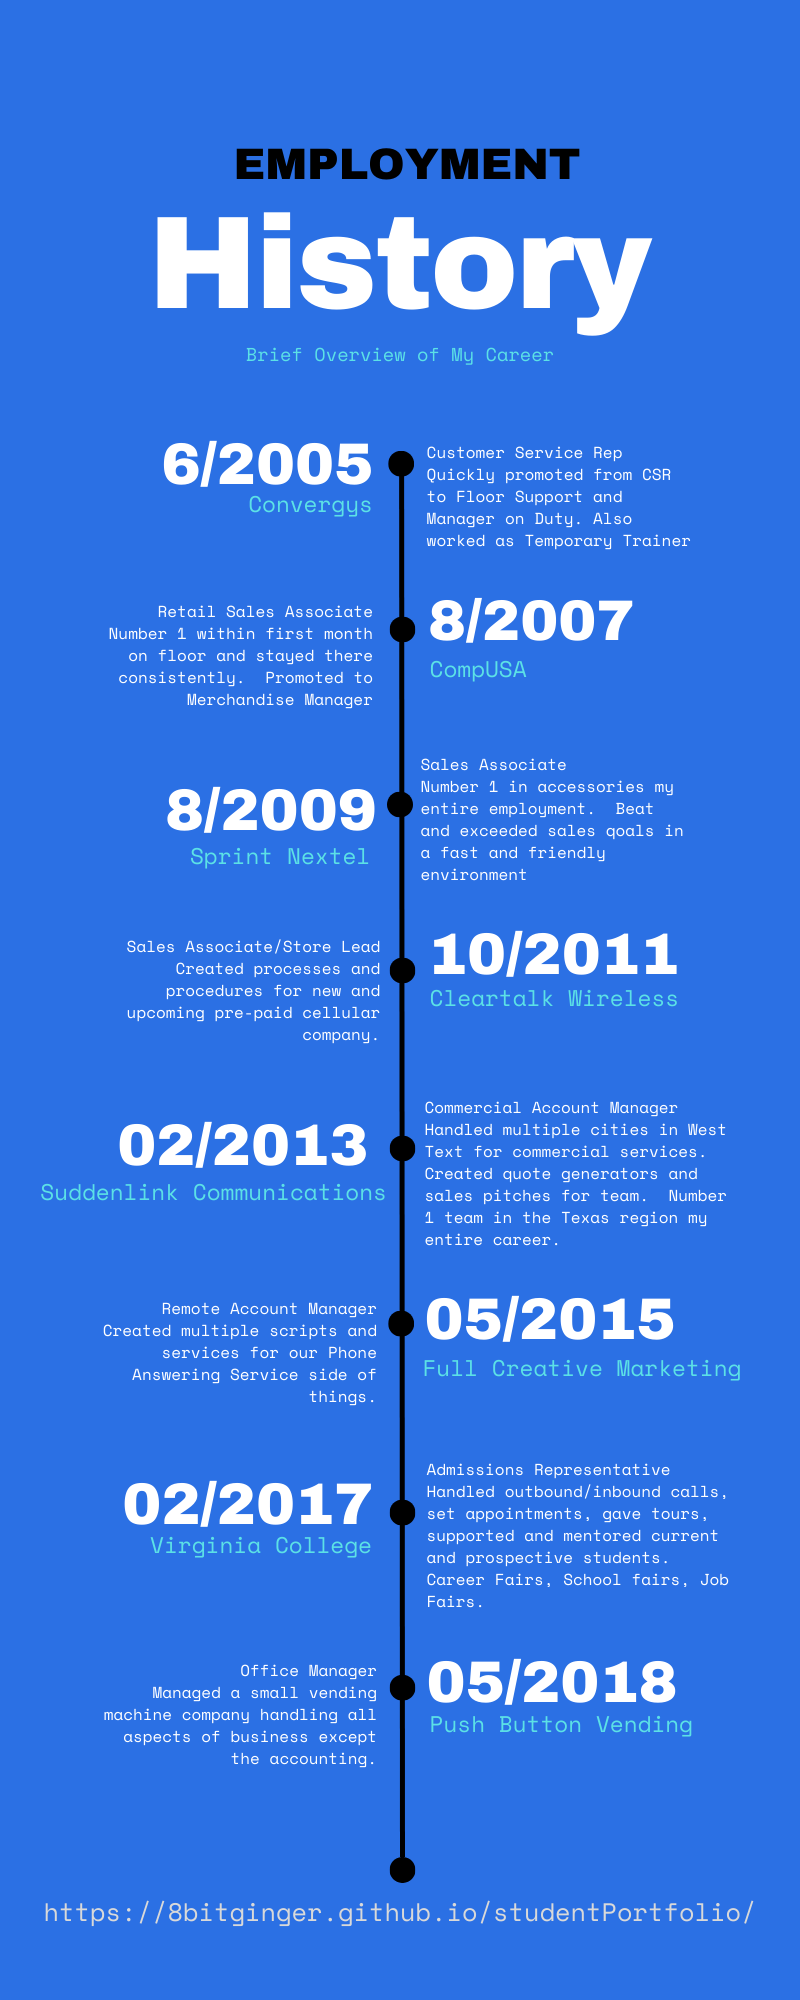 EMPLOYMENT
History
Brief Overview of My Career
6/2005
Convergys
Customer Service Rep
Quickly promoted from CSR
to Floor Support and
Manager on Duty. Also
worked as Temporary Trainer
8/2007
CompUSA
Retail Sales Associate
Number 1 within first month
on floor and stayed there
consistently.  Promoted to
Merchandise Manager
8/2009
Sprint Nextel
Sales Associate
Number 1 in accessories my
entire employment.  Beat
and exceeded sales qoals in
a fast and friendly
environment
10/2011
Cleartalk Wireless
Sales Associate/Store Lead
Created processes and
procedures for new and
upcoming pre-paid cellular
company.
02/2013
Suddenlink Communications
Commercial Account Manager
Handled multiple cities in West
Text for commercial services.
Created quote generators and
sales pitches for team.  Number
1 team in the Texas region my
entire career.
05/2015
Full Creative Marketing
Remote Account Manager
Created multiple scripts and
services for our Phone
Answering Service side of
things.
02/2017
Virginia College
Admissions Representative
Handled outbound/inbound calls,
set appointments, gave tours,
supported and mentored current
and prospective students.
Career Fairs, School fairs, Job
Fairs.
05/2018
Push Button Vending
Office Manager
Managed a small vending
machine company handling all
aspects of business except
the accounting.
https://8bitginger.github.io/studentPortfolio/